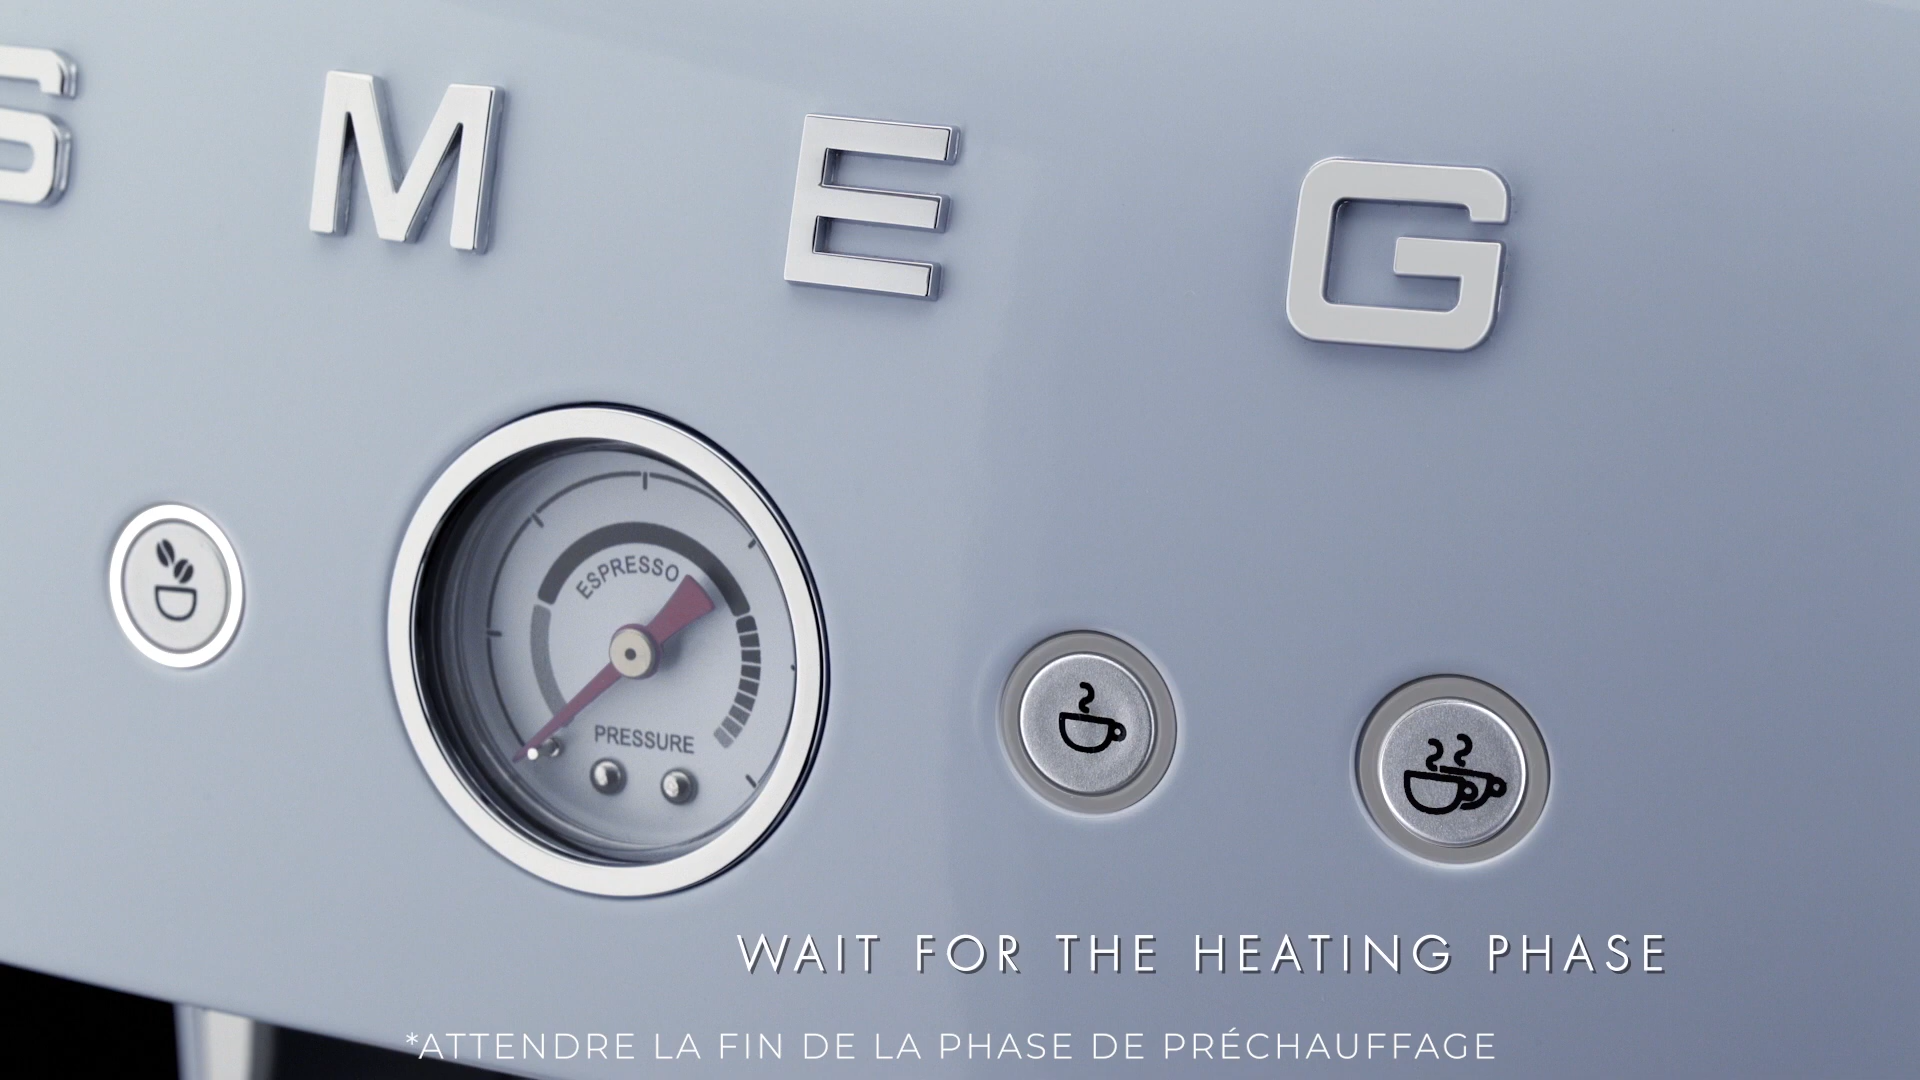 SMEG
ESPRESSO
PRESSURE
WAIT FOR THE HEATING PHASE
*ATTENDRE LA FIN DE LA PHASE DE PRÉCHAUFFAGE